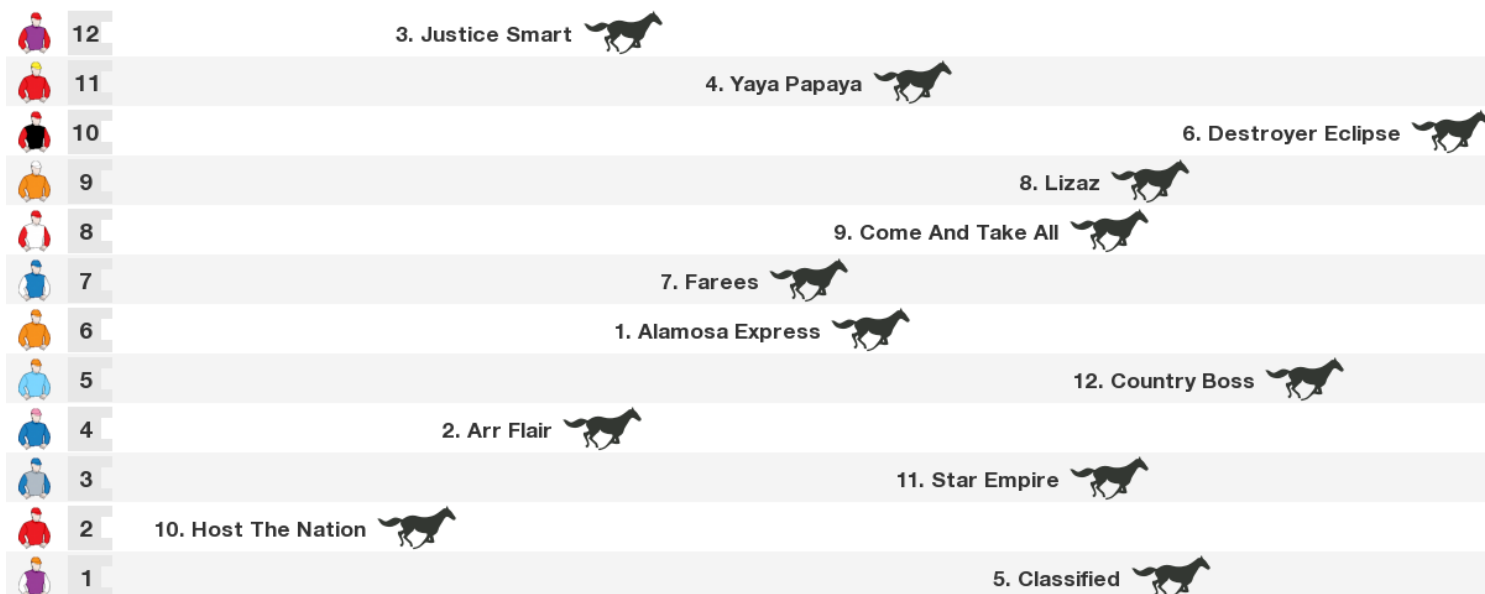 12 3. Justice Smart
11 4. Yaya Papaya
10 6. Destroyer Eclipse
9 8. Lizaz
8 9. Come And Take All
7 7. Farees
6 1. Alamosa Express
5 12. Country Boss
4 2. Arr Flair
3 11. Star Empire
2 10. Host The Nation
1 5. Classified